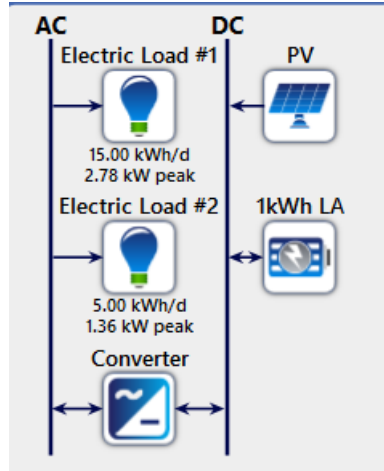 AC DC
Electric Load #1 PV
15.00 kWh/d
2.78 kW peak
Electric Load #2 1kWh LA
5.00 kWh/d
1.36 kW peak
Converter